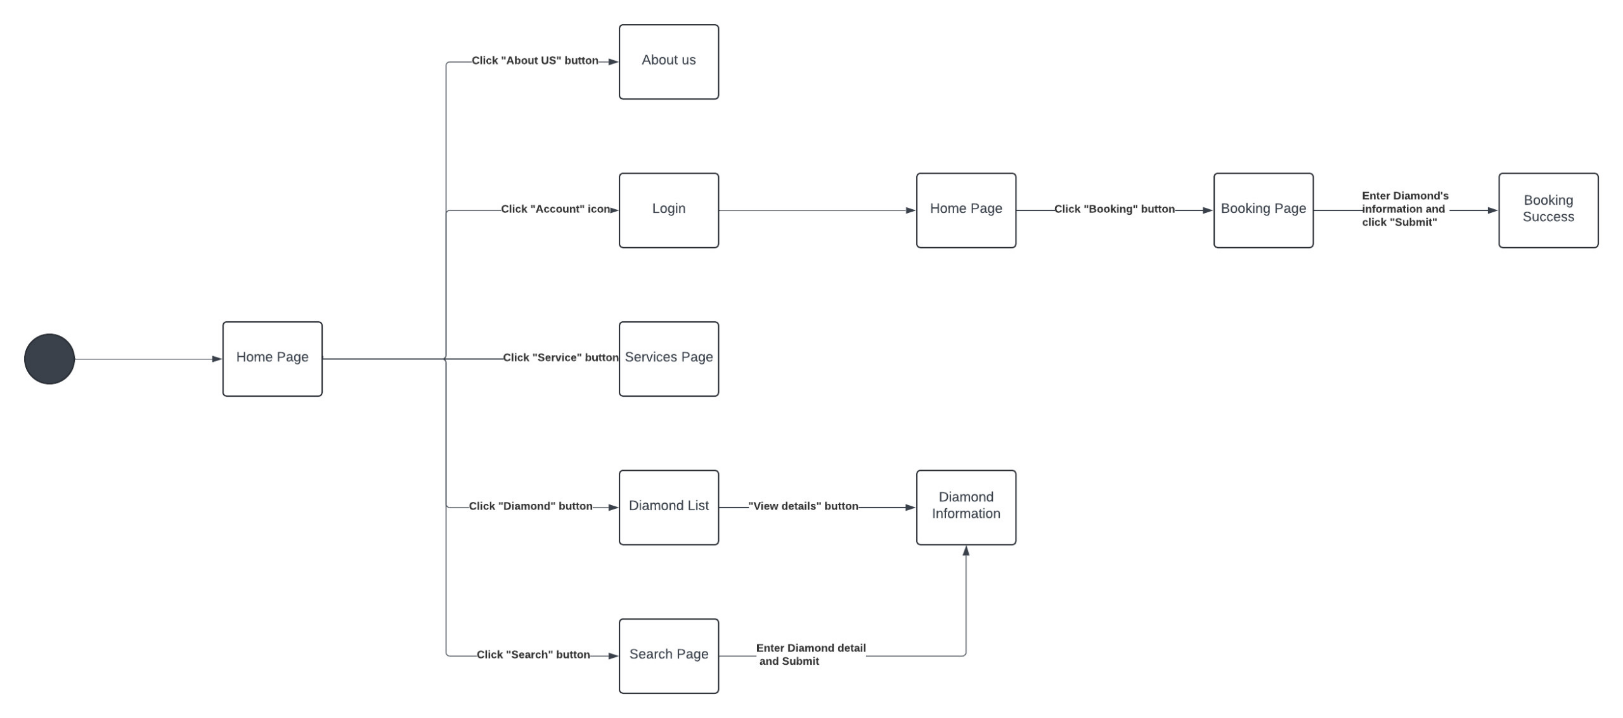 Click "About US" button
About us
Click "Account" icon
Login
Home Page
Click "Booking" button
Booking Page
Enter Diamond's
information and
click "Submit"
Booking
Success
Home Page
Click "Service" button
Services Page
Click "Diamond" button
Diamond List
"View details" button
Diamond
Information
Click "Search" button
Search Page
Enter Diamond detail
and Submit